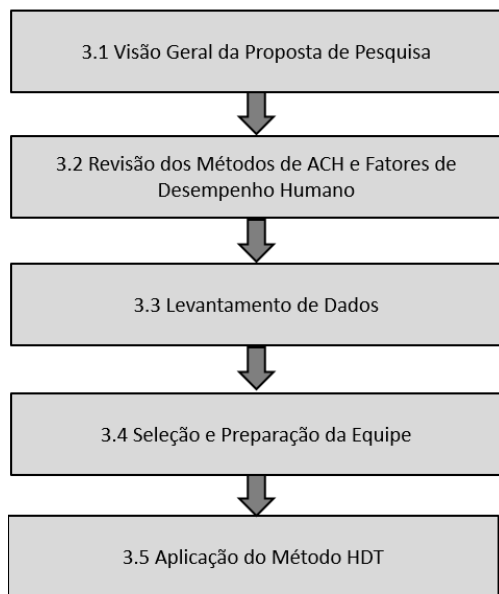 3.1 Visão Geral da Proposta de Pesquisa
3.2 Revisão dos Métodos de ACH e Fatores de
Desempenho Humano
3.3 Levantamento de Dados
3.4 Seleção e Preparação da Equipe
3.5 Aplicação do Método HDT